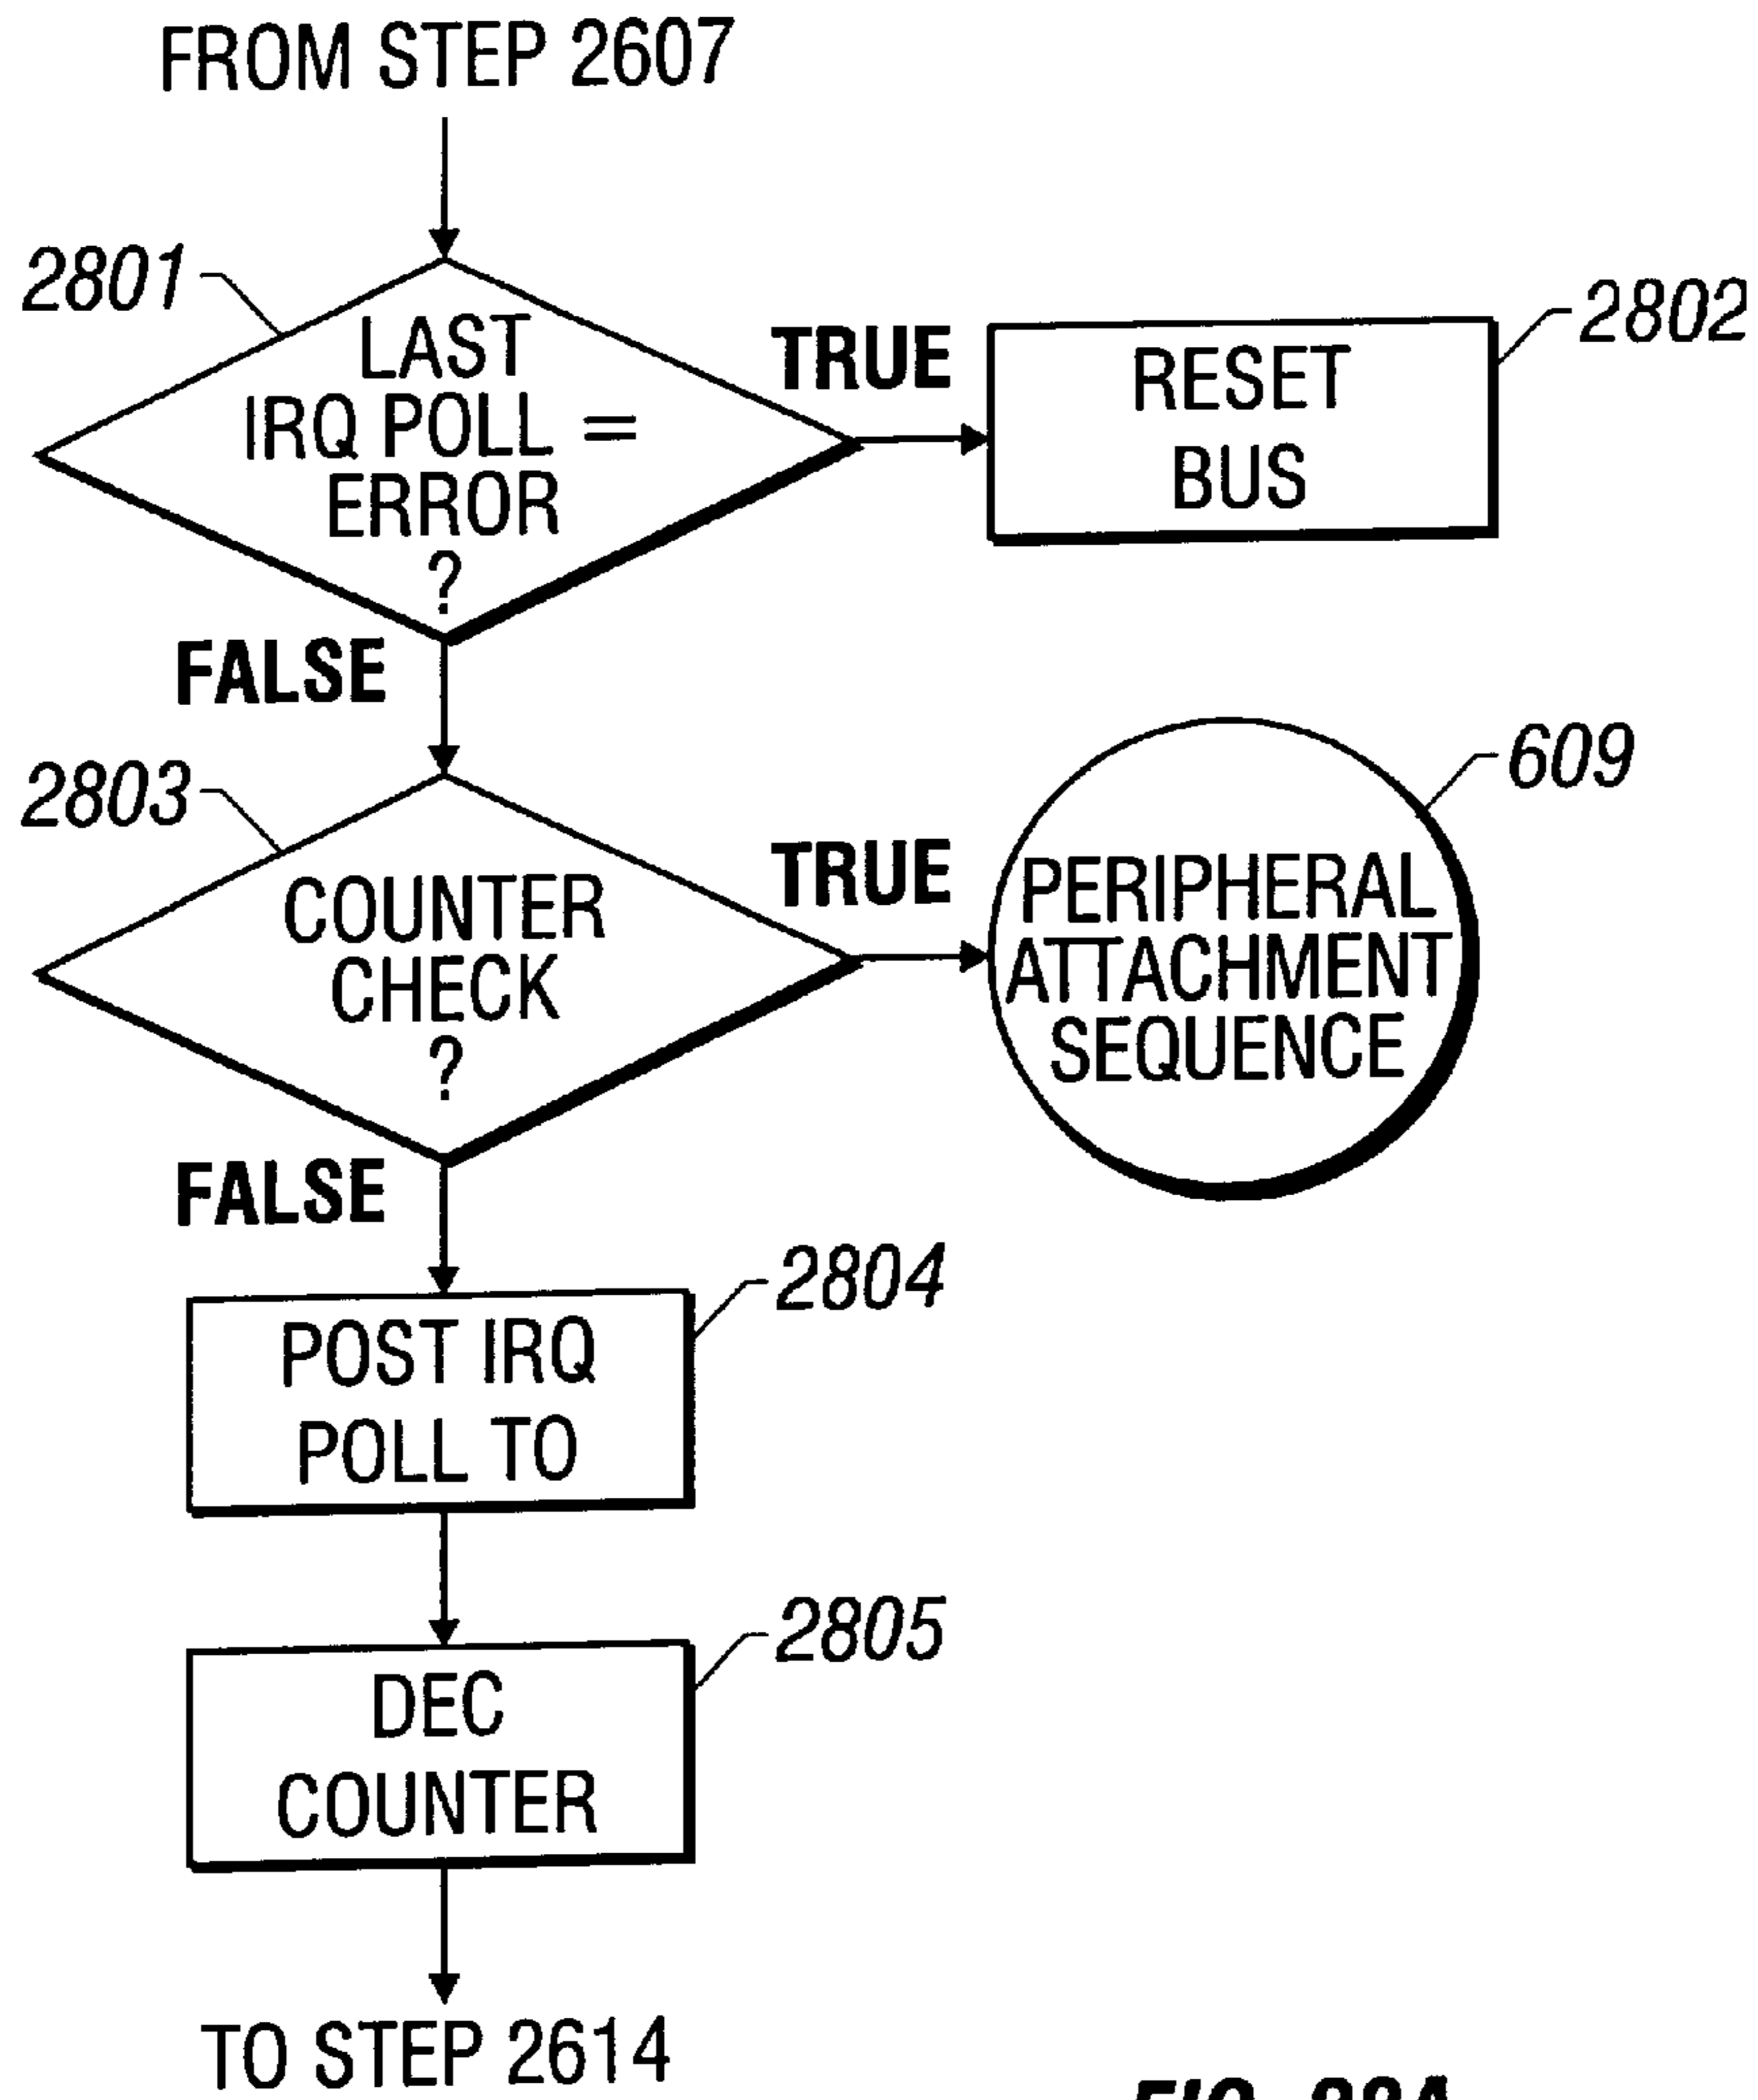 FROM STEP 2607
2801
LAST
IRQ POLL =
ERROR
?
TRUE
RESET
BUS
2802
FALSE
2803
COUNTER
CHECK
?
TRUE
PERIPHERAL
ATTACHMENT
SEQUENCE
609
FALSE
POST IRQ
POLL TO
2804
DEC
COUNTER
2805
TO STEP 2614
FIG.